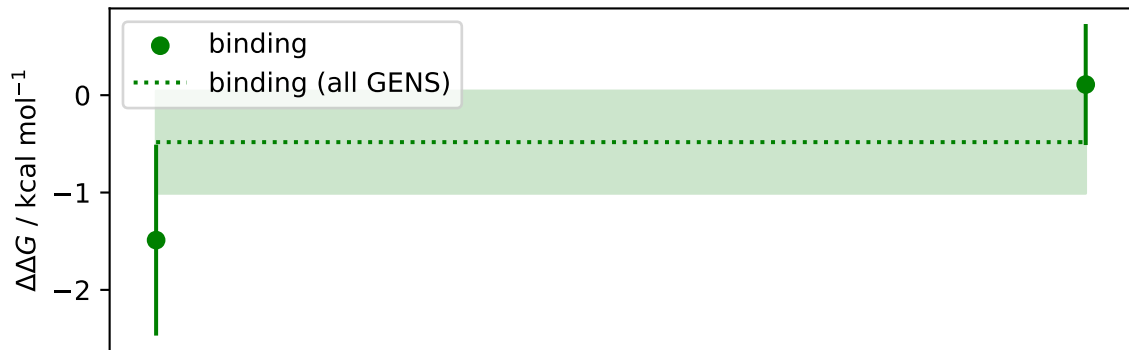 binding
binding (all GENS)
ΔΔG / kcal mol⁻¹
0
−1
−2